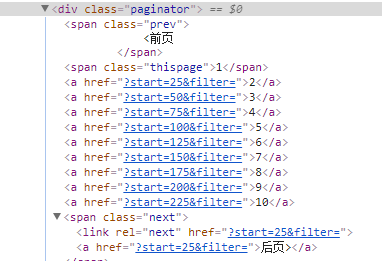 ▼<div class="paginator"> == $0
<span class="prev">
<前页
</span>
<span class="thispage">1</span>
<a href="?start=25&filter=">2</a>
<a href="?start=50&filter=">3</a>
<a href="?start=75&filter=">4</a>
<a href="?start=100&filter=">5</a>
<a href="?start=125&filter=">6</a>
<a href="?start=150&filter=">7</a>
<a href="?start=175&filter=">8</a>
<a href="?start=200&filter=">9</a>
<a href="?start=225&filter=">10</a>
▼<span class="next">
<link rel="next" href="?start=25&filter=">
<a href="?start=25&filter=">后页></a>